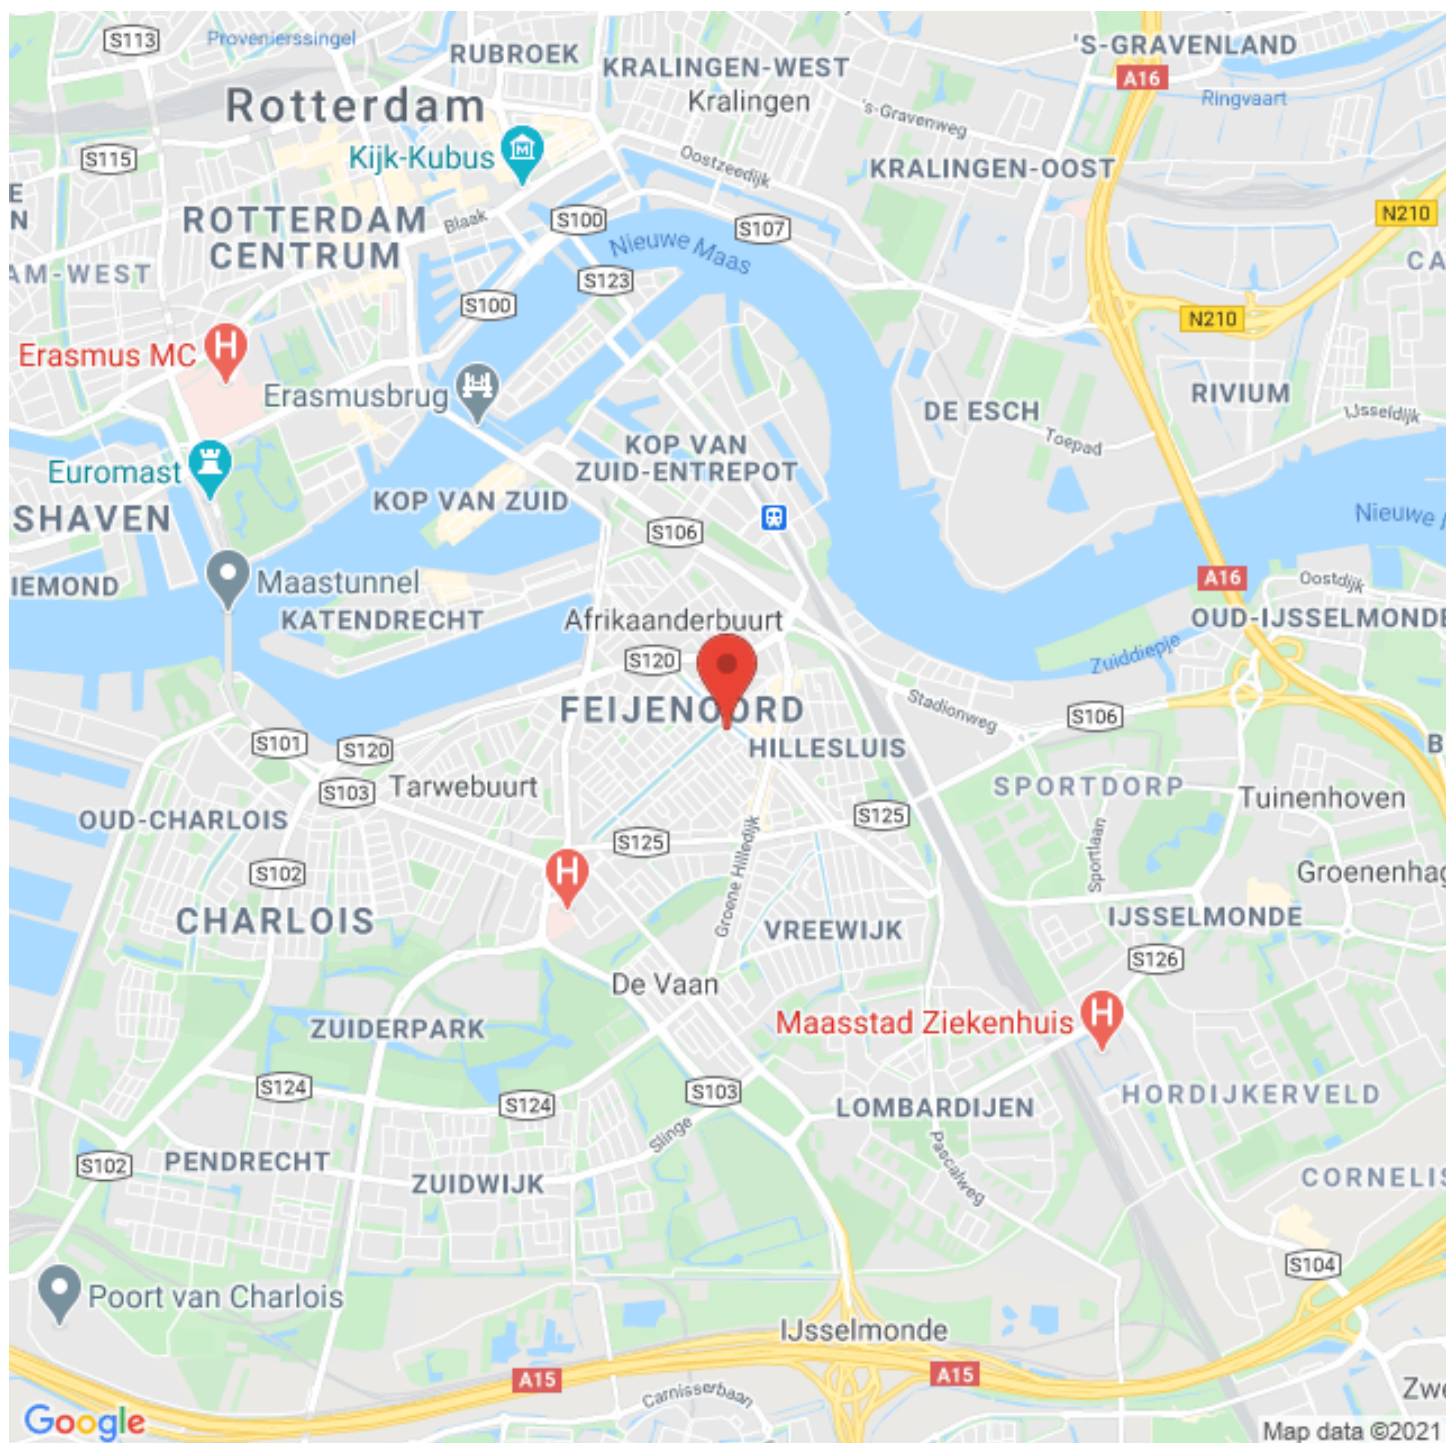 S113
Provenierssingel
RUBROEK
KRALINGEN-WEST
Kralingen
'S-GRAVENLAND
A16
Ringvaart
Rotterdam
's-Gravenweg
S115
Kijk-Kubus
Oostzeedijk
KRALINGEN-OOST
E
N
ROTTERDAM
CENTRUM
Blaak
S100
S107
N210
Nieuwe Maas
AM-WEST
S123
CA
S100
N210
Erasmus MC
H
Erasmusbrug
DE ESCH
RIVIUM
IJsseldijk
Toepad
KOP VAN
ZUID-ENTREPOT
Euromast
KOP VAN ZUID
SHAVEN
S106
Nieuwe
IEMOND
Maastunnel
A16
Oostdijk
KATENDRECHT
Afrikaanderbuurt
OUD-IJSSELMONDE
S120
Zuiddiepje
FEIJENOORD
Stadionweg
S106
S101
S120
HILLESLUIS
B
Tarwebuurt
S103
SPORTDORP
Tuinenhoven
OUD-CHARLOIS
S125
S125
Groene Hilledijk
Sportlaan
S102
H
Groenenhag
CHARLOIS
VREEWIJK
IJSSELMONDE
S126
De Vaan
ZUIDERPARK
Maasstad Ziekenhuis
H
S124
S124
S103
LOMBARDIJEN
HORDIJKERVELD
Slinge
Pascalweg
S102
PENDRECHT
ZUIDWIJK
CORNELIS
S104
Poort van Charlois
IJsselmonde
A15
A15
Carnisserbaan
Zwe
Google
Map data ©2021